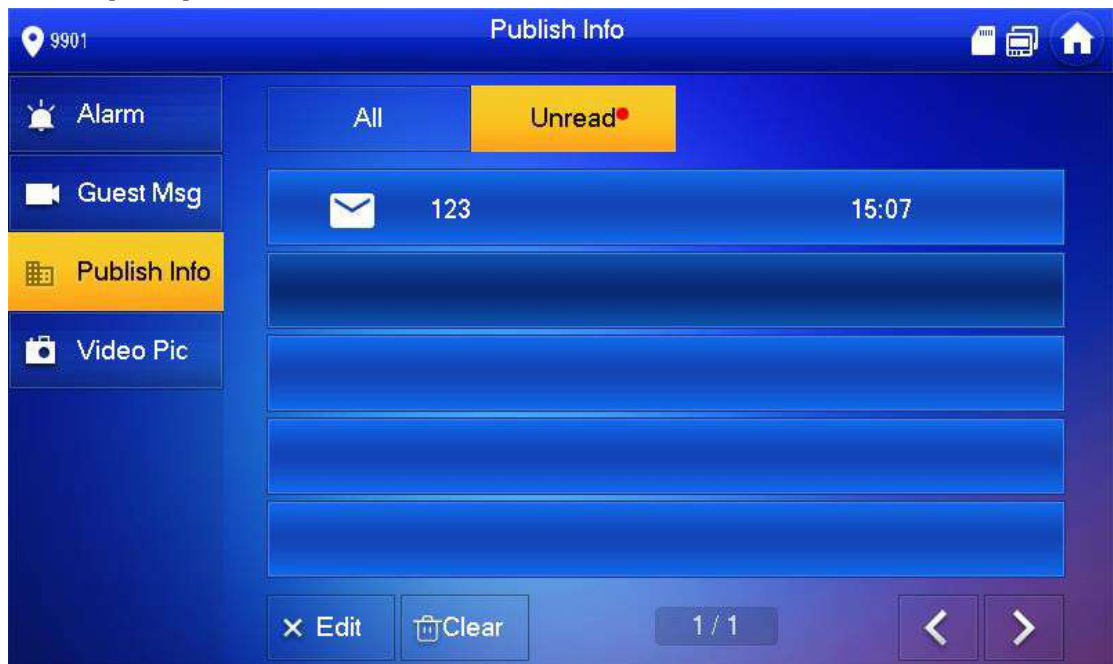 9901
Publish Info
Alarm
Guest Msg
Publish Info
Video Pic
All
Unread
123 15:07
Edit
Clear
1 / 1